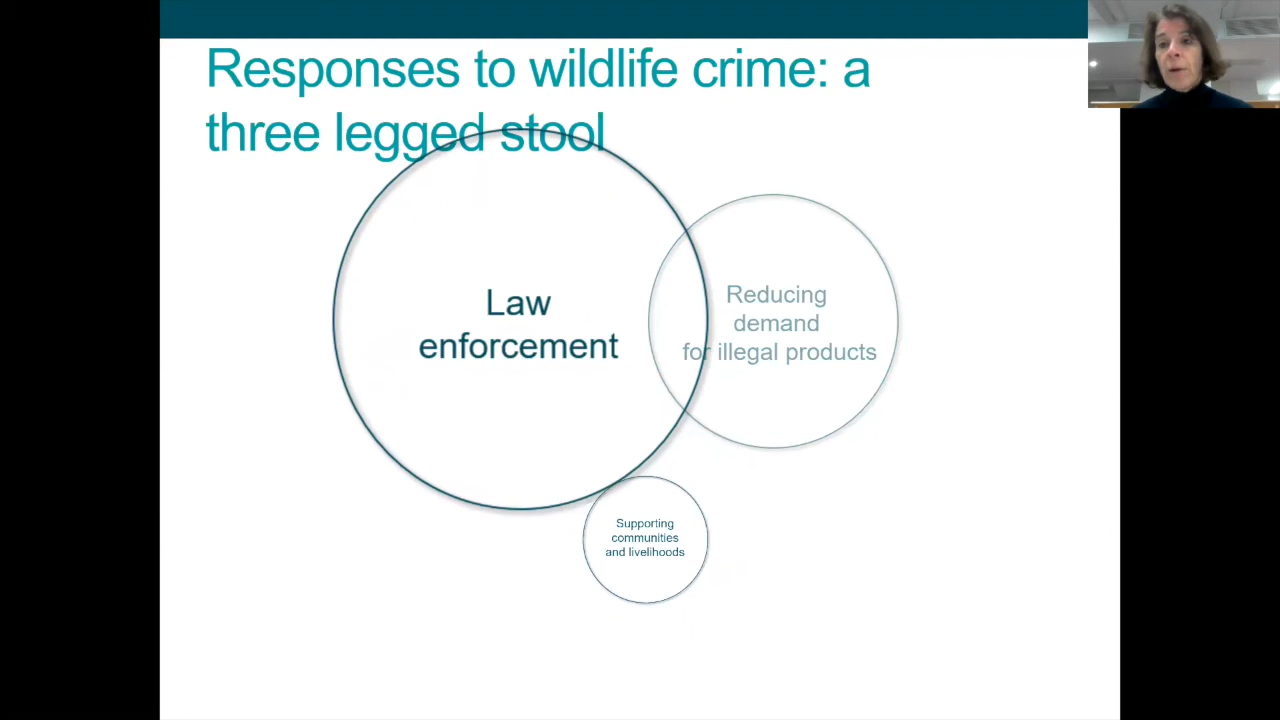 Responses to wildlife crime: a
three legged stool
Law
enforcement
Reducing
demand
for illegal products
Supporting
communities
and livelihoods